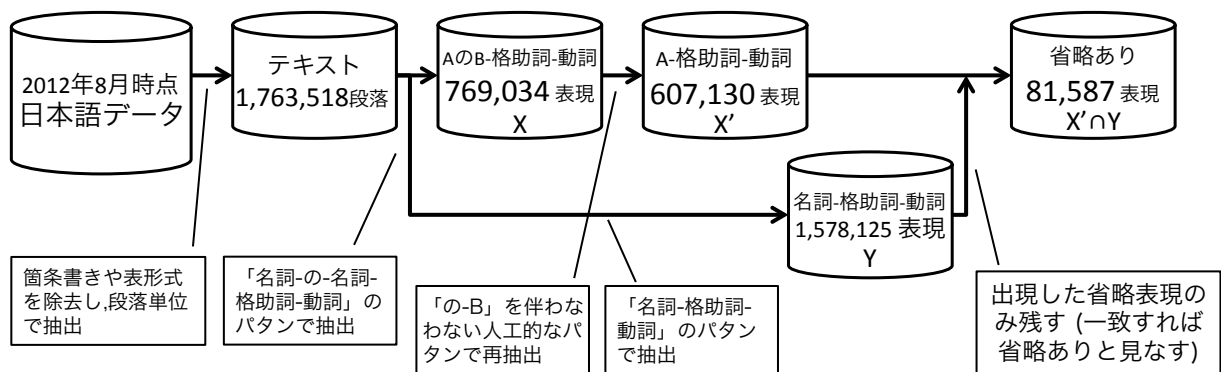 2012年8月時点
日本語データ
テキスト
1,763,518段落
AのB-格助詞-動詞
769,034 表現
X
A-格助詞-動詞
607,130 表現
X'
省略あり
81,587 表現
X'∩Y
名詞-格助詞-動詞
1,578,125 表現
Y
箇条書きや表形式
を除去し,段落単位
で抽出
「名詞-の-名詞-
格助詞-動詞」の
パタンで抽出
「の-B」を伴わな
わない人工的なパ
タンで再抽出
「名詞-格助詞-
動詞」のパタン
で抽出
出現した省略表現の
み残す (一致すれば
省略ありと見なす)